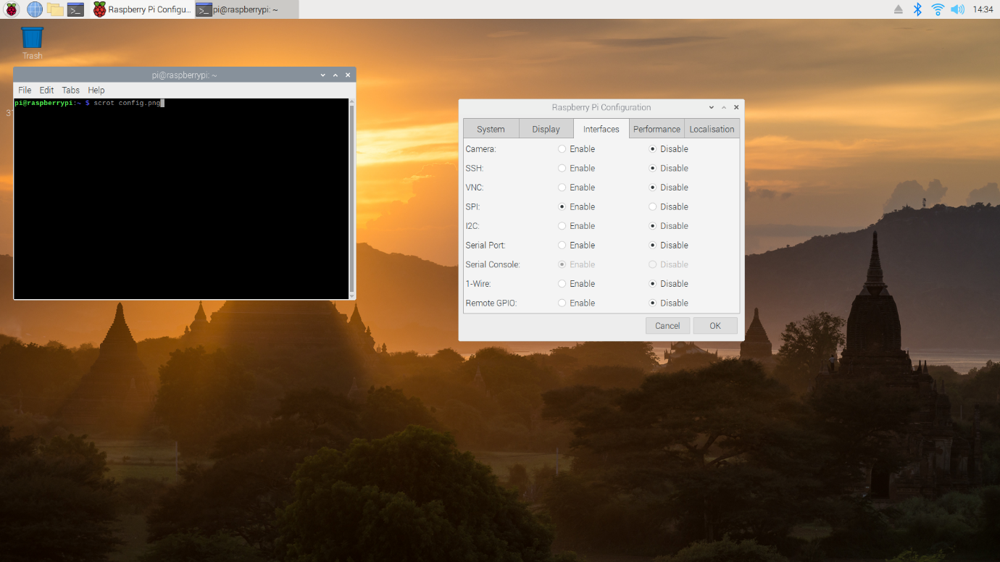 Raspberry Pi Configu... pi@raspberrypi: ~ 14:34
Trash
pi@raspberrypi: ~
File Edit Tabs Help
pi@raspberrypi:~ $ scrot config.png
Raspberry Pi Configuration
System Display Interfaces Performance Localisation
Camera: Enable Disable
SSH: Enable Disable
VNC: Enable Disable
SPI: Enable Disable
I2C: Enable Disable
Serial Port: Enable Disable
Serial Console: Enable Disable
1-Wire: Enable Disable
Remote GPIO: Enable Disable
Cancel OK